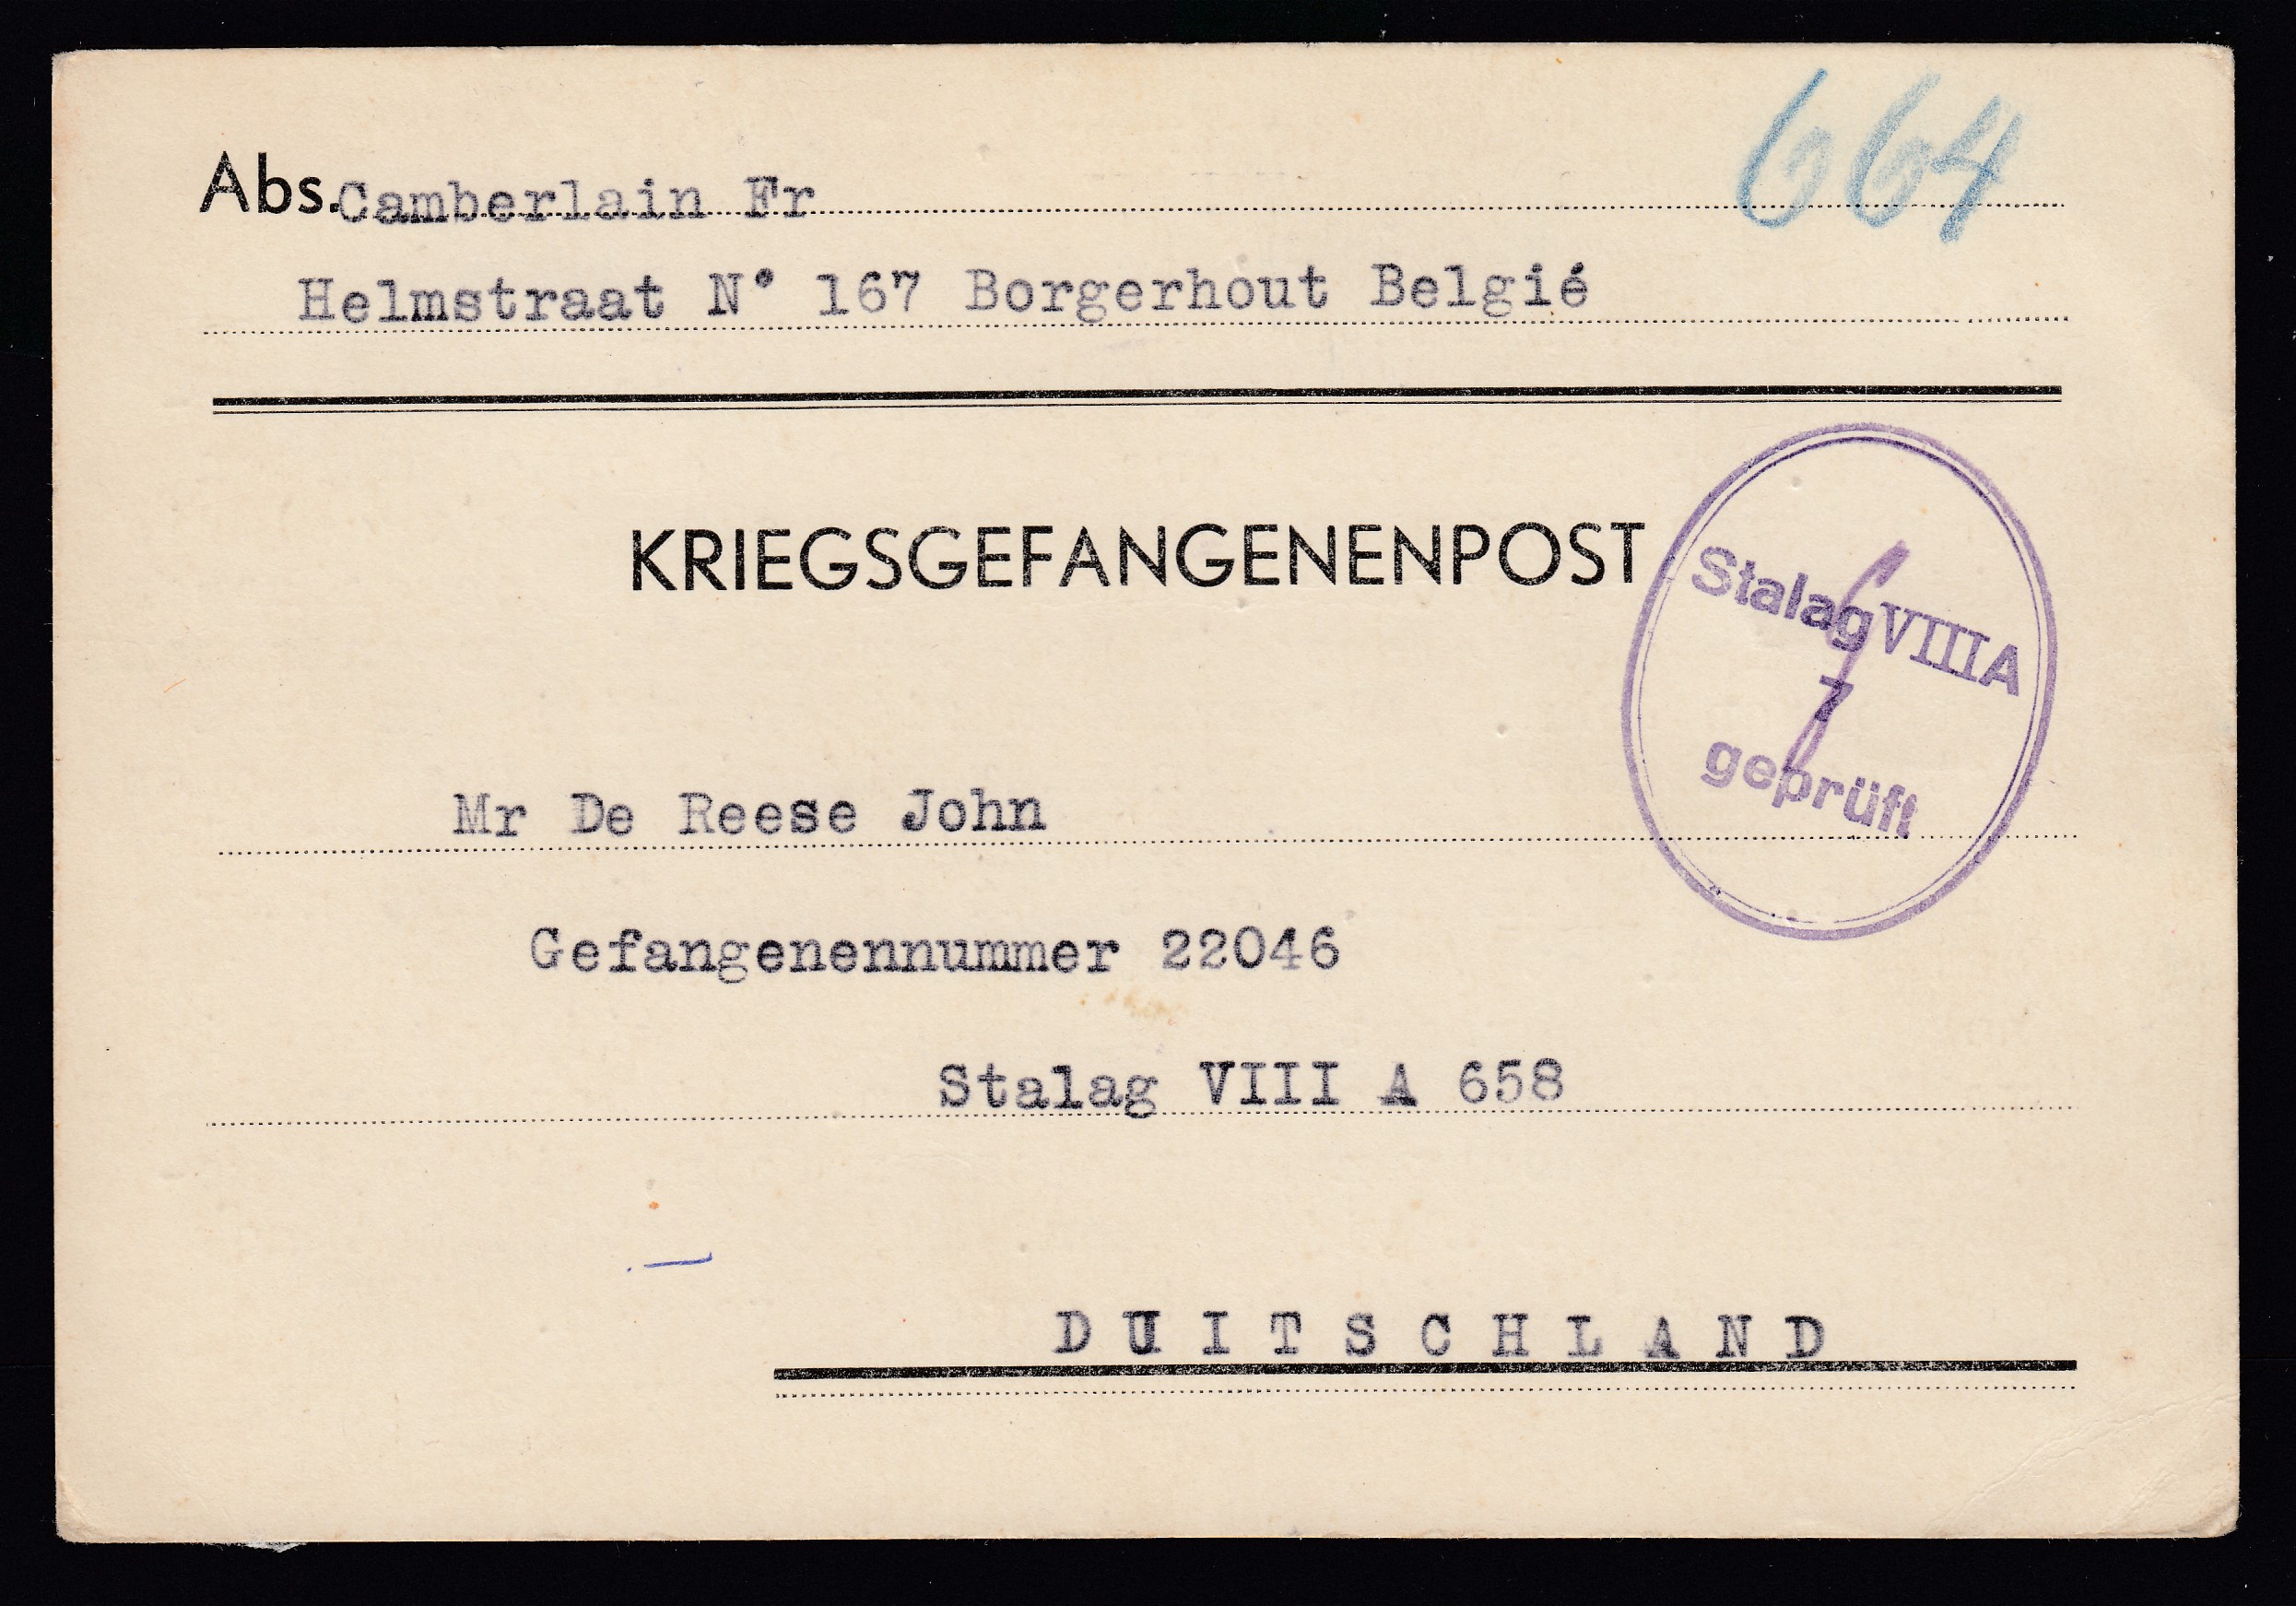 664
Abs. Camberlain Fr
Helmstraat N° 167 Borgerhout Belgié
KRIEGSGEFANGENENPOST
Stalag VIIIA
7
geprüft
Mr De Reese John
Gefangenennummer 22046
Stalag VIII A 658
DUITSCHLAND